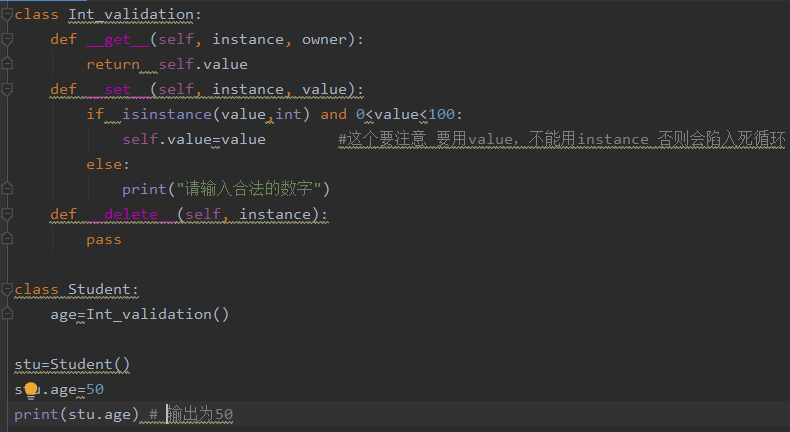 class Int_validation:
    def __get__(self, instance, owner):
        return  self.value
    def __set__(self, instance, value):
        if  isinstance(value,int) and 0<value<100:
            self.value=value        #这个要注意 要用value，不能用instance 否则会陷入死循环
        else:
            print("请输入合法的数字")
    def __delete__(self, instance):
        pass
class Student:
    age=Int_validation()
stu=Student()
stu.age=50
print(stu.age) # 输出为50